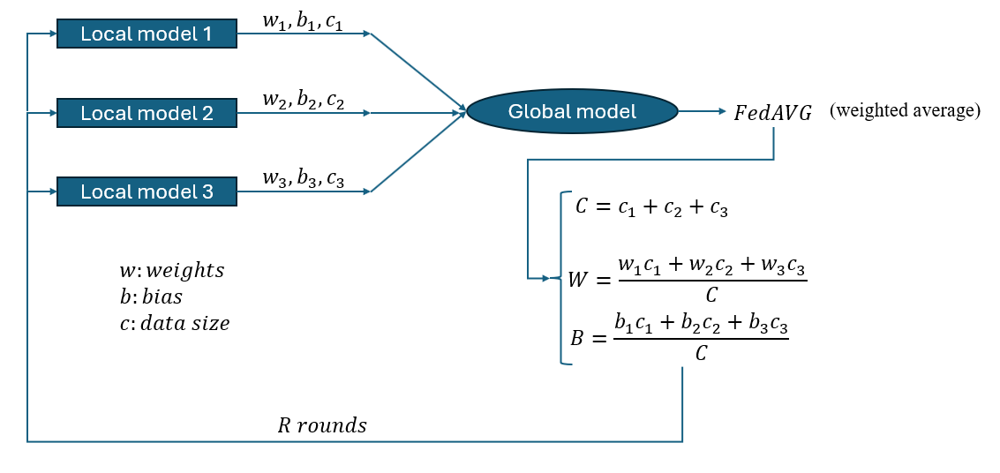 Local model 1
w₁, b₁, c₁
Local model 2
w₂, b₂, c₂
Global model
FedAVG (weighted average)
Local model 3
w₃, b₃, c₃
C = c₁ + c₂ + c₃
W = (w₁c₁ + w₂c₂ + w₃c₃) / C
B = (b₁c₁ + b₂c₂ + b₃c₃) / C
w: weights
b: bias
c: data size
R rounds